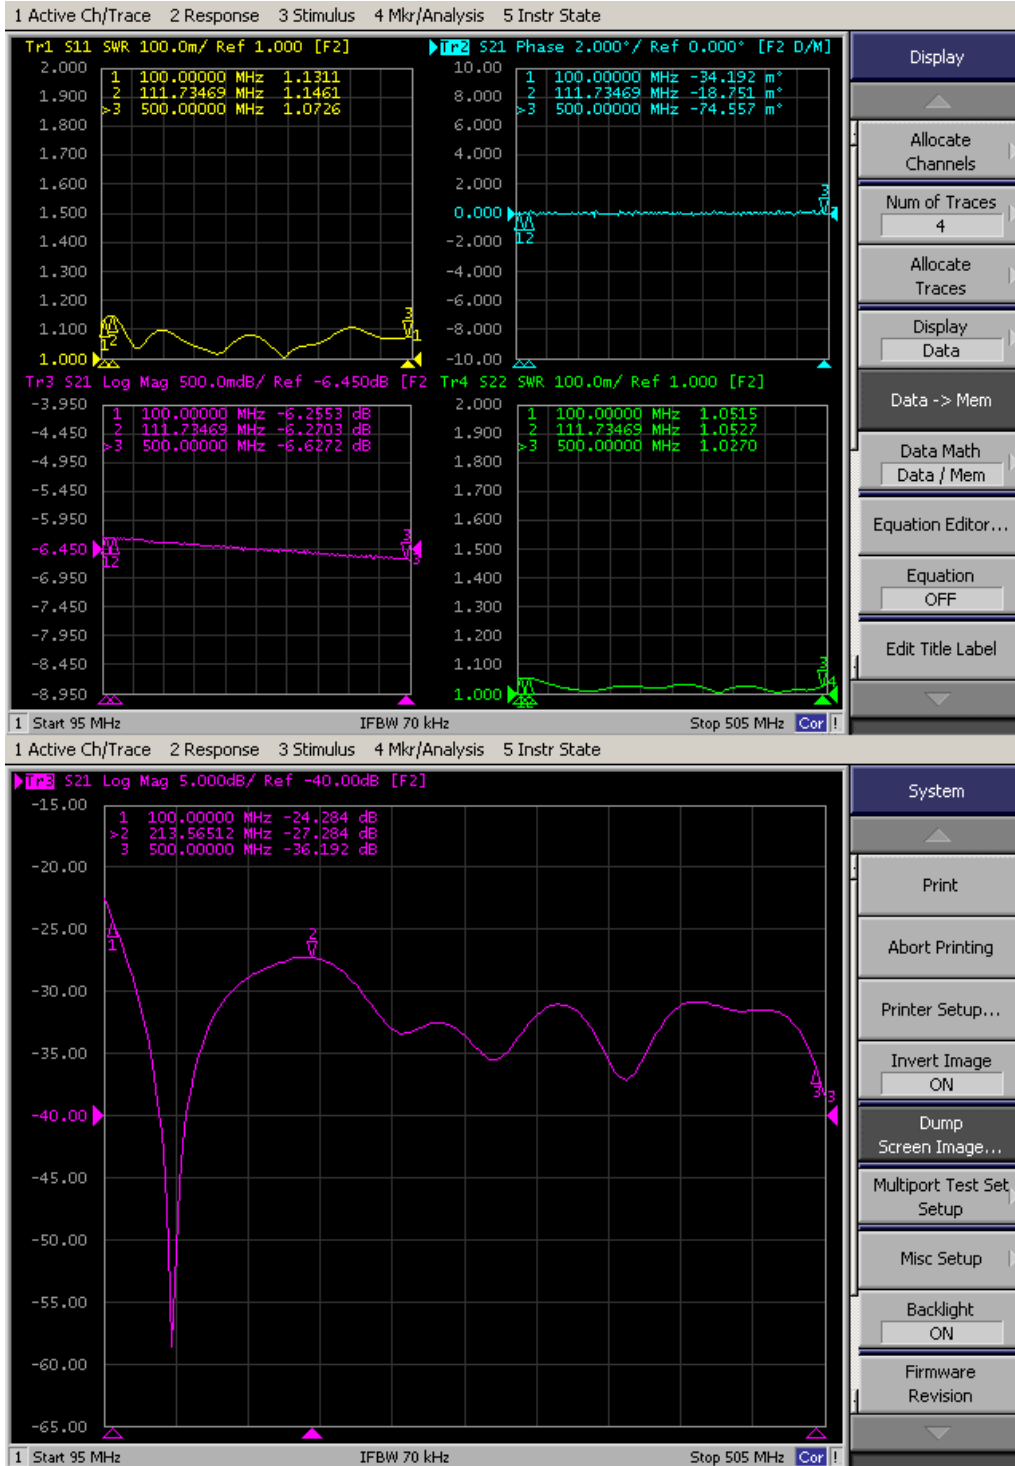 1 Active Ch/Trace 2 Response 3 Stimulus 4 Mkr/Analysis 5 Instr State
Tr1 S11 SWR 100.0m/ Ref 1.000 [F2]
2.000
1.900
1.800
1.700
1.600
1.500
1.400
1.300
1.200
1.100
1.000
1 100.00000 MHz 1.1311
2 111.73469 MHz 1.1461
>3 500.00000 MHz 1.0726
1
2
3
1
Tr2 S21 Phase 2.000°/ Ref 0.000° [F2 D/M]
10.00
8.000
6.000
4.000
2.000
0.000
-2.000
-4.000
-6.000
-8.000
-10.00
1 100.00000 MHz -34.192 m°
2 111.73469 MHz -18.751 m°
>3 500.00000 MHz -74.557 m°
12
3
Tr3 S21 Log Mag 500.0mdB/ Ref -6.450dB [F2
-3.950
-4.450
-4.950
-5.450
-5.950
-6.450
-6.950
-7.450
-7.950
-8.450
-8.950
1 100.00000 MHz -6.2553 dB
2 111.73469 MHz -6.2703 dB
>3 500.00000 MHz -6.6272 dB
12
3
3
Tr4 S22 SWR 100.0m/ Ref 1.000 [F2]
2.000
1.900
1.800
1.700
1.600
1.500
1.400
1.300
1.200
1.100
1.000
1 100.00000 MHz 1.0515
2 111.73469 MHz 1.0527
>3 500.00000 MHz 1.0270
12
3
4
1 Start 95 MHz IFBW 70 kHz Stop 505 MHz Cor !
Display
Allocate
Channels
Num of Traces
4
Allocate
Traces
Display
Data
Data -> Mem
Data Math
Data / Mem
Equation Editor...
Equation
OFF
Edit Title Label
1 Active Ch/Trace 2 Response 3 Stimulus 4 Mkr/Analysis 5 Instr State
Tr3 S21 Log Mag 5.000dB/ Ref -40.00dB [F2]
-15.00
-20.00
-25.00
-30.00
-35.00
-40.00
-45.00
-50.00
-55.00
-60.00
-65.00
1 100.00000 MHz -24.284 dB
>2 213.56512 MHz -27.284 dB
3 500.00000 MHz -36.192 dB
1
2
3
3
1 Start 95 MHz IFBW 70 kHz Stop 505 MHz Cor !
System
Print
Abort Printing
Printer Setup...
Invert Image
ON
Dump
Screen Image...
Multiport Test Set
Setup
Misc Setup
Backlight
ON
Firmware
Revision